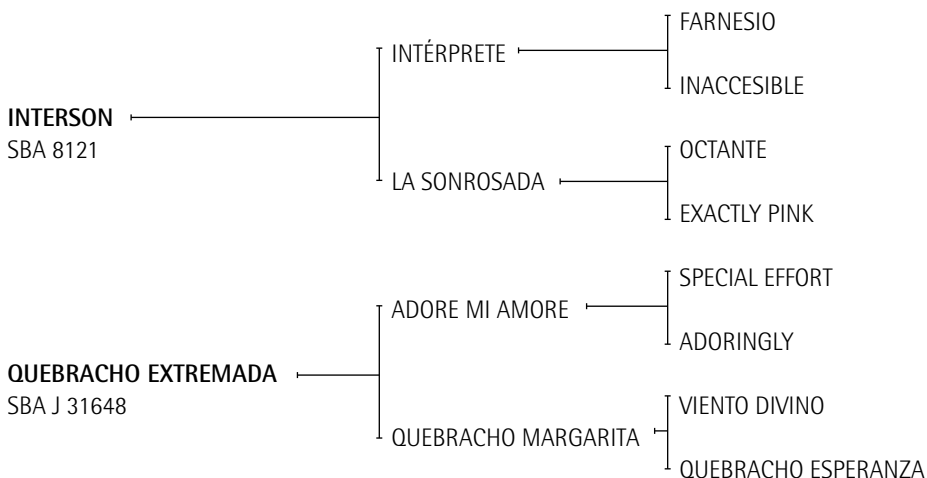 FARNESIO
INTÉRPRETE
INACCESIBLE
INTERSON
SBA 8121
OCTANTE
LA SONROSADA
EXACTLY PINK
SPECIAL EFFORT
ADORE MI AMORE
ADORINGLY
QUEBRACHO EXTREMADA
SBA J 31648
VIENTO DIVINO
QUEBRACHO MARGARITA
QUEBRACHO ESPERANZA